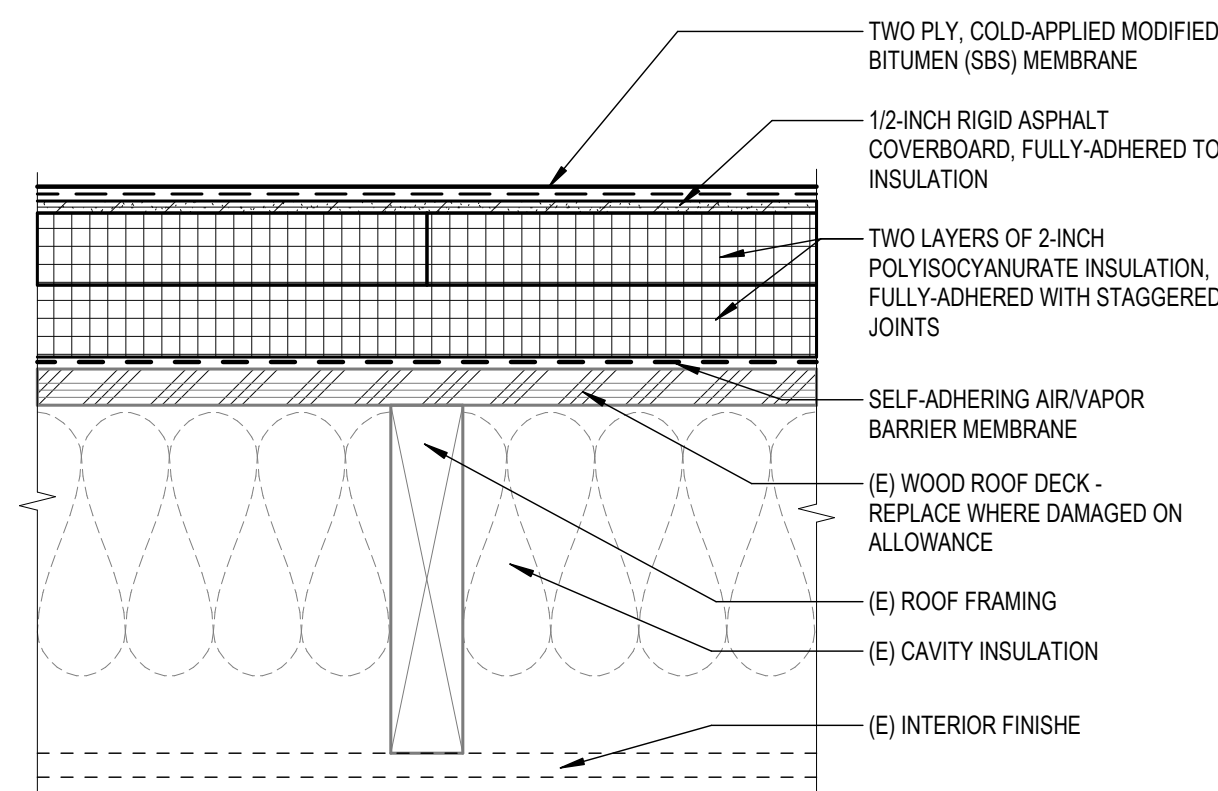 TWO PLY, COLD-APPLIED MODIFIED
BITUMEN (SBS) MEMBRANE
1/2-INCH RIGID ASPHALT
COVERBOARD, FULLY-ADHERED TO
INSULATION
TWO LAYERS OF 2-INCH
POLYISOCYANURATE INSULATION,
FULLY-ADHERED WITH STAGGERED
JOINTS
SELF-ADHERING AIR/VAPOR
BARRIER MEMBRANE
(E) WOOD ROOF DECK -
REPLACE WHERE DAMAGED ON
ALLOWANCE
(E) ROOF FRAMING
(E) CAVITY INSULATION
(E) INTERIOR FINISHE